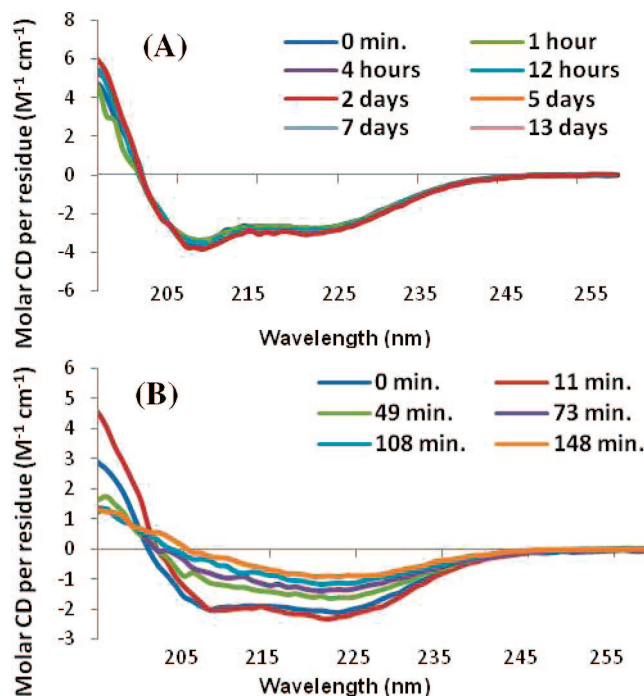 (A)
0 min. 1 hour
4 hours 12 hours
2 days 5 days
7 days 13 days
Molar CD per residue (M⁻¹ cm⁻¹)
8
6
4
2
0
-2
-4
-6
205 215 225 235 245 255
Wavelength (nm)
(B)
0 min. 11 min.
49 min. 73 min.
108 min. 148 min.
Molar CD per residue (M⁻¹ cm⁻¹)
6
5
4
3
2
1
0
-1
-2
-3
205 215 225 235 245 255
Wavelength (nm)